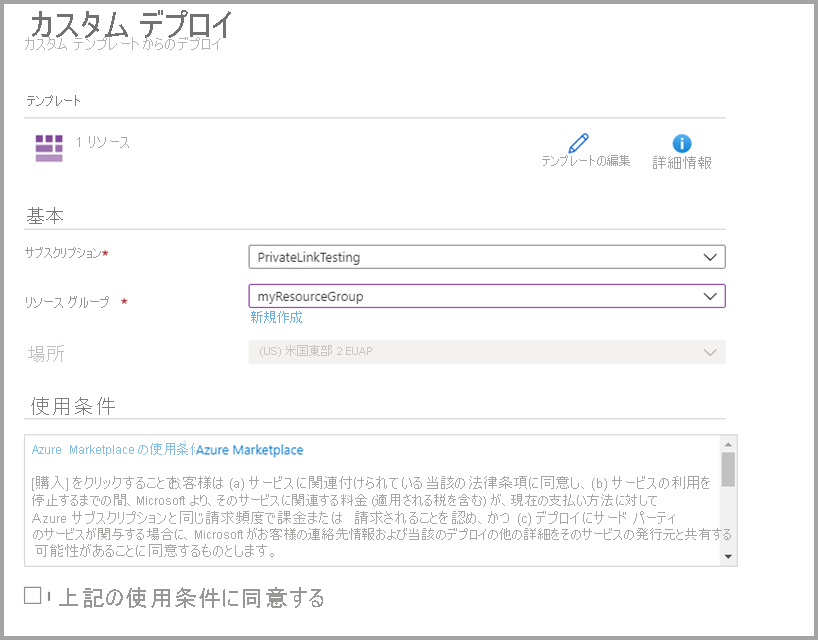 カスタム デプロイ
カスタム テンプレートからのデプロイ
テンプレート
1 リソース
テンプレートの編集
詳細情報
基本
サブスクリプション*
PrivateLinkTesting
リソース グループ *
myResourceGroup
新規作成
場所
(US) 米国東部 2 EUAP
使用条件
Azure Marketplace の使用条件Azure Marketplace
[購入] をクリックすることでお客様は (a) サービスに関連付けられている 当該の法律条項に同意し、(b) サービスの利用を
停止するまでの間、Microsoft より、そのサービスに関連する料金 (適用される税を含む) が、現在の支払い方法に対して
Azure サブスクリプションと同じ請求頻度で課金または 請求されることを認め、かつ (c) デプロイにサード パーティ
のサービスが関与する場合に、Microsoft がお客様の連絡先情報および当該のデプロイの他の詳細をそのサービスの発行元と共有する
可能性があることに同意するものとします。
上記の使用条件に同意する